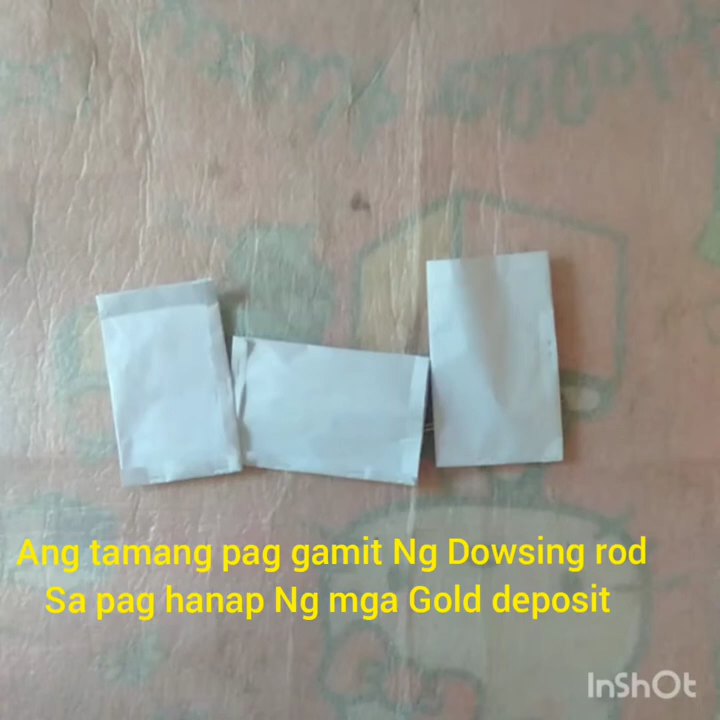 Ang tamang pag gamit Ng Dowsing rod
Sa pag hanap Ng mga Gold deposit
InShOt